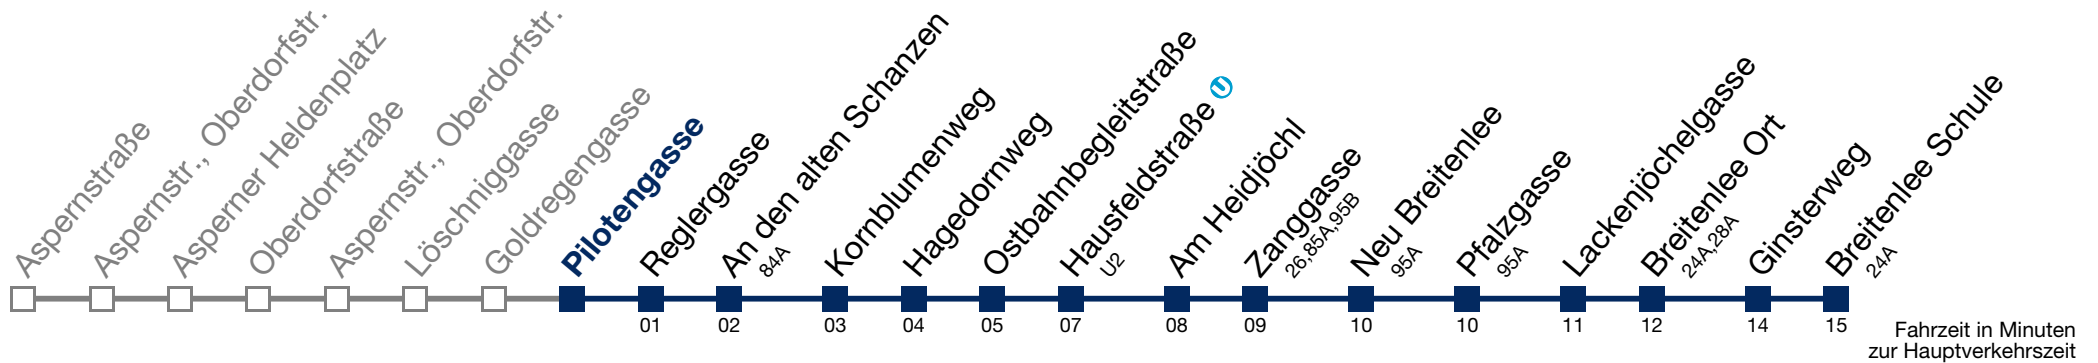 Aspernstraße
Aspernstr., Oberdorfstr.
Asperner Heldenplatz
Oberdorfstraße
Aspernstr., Oberdorfstr.
Löschniggasse
Goldregengasse
Pilotengasse
Reglergasse
An den alten Schanzen
84A
Kornblumenweg
Hagedornweg
Ostbahnbegleitstraße
Hausfeldstraße U
U2
Am Heidjöchl
Zanggasse
26,85A,95B
Neu Breitenlee
95A
Pfalzgasse
95A
Lackenjöchelgasse
Breitenlee Ort
24A,28A
Ginsterweg
Breitenlee Schule
24A
01 02 03 04 05 07 08 09 10 10 11 12 14 15
Fahrzeit in Minuten
zur Hauptverkehrszeit